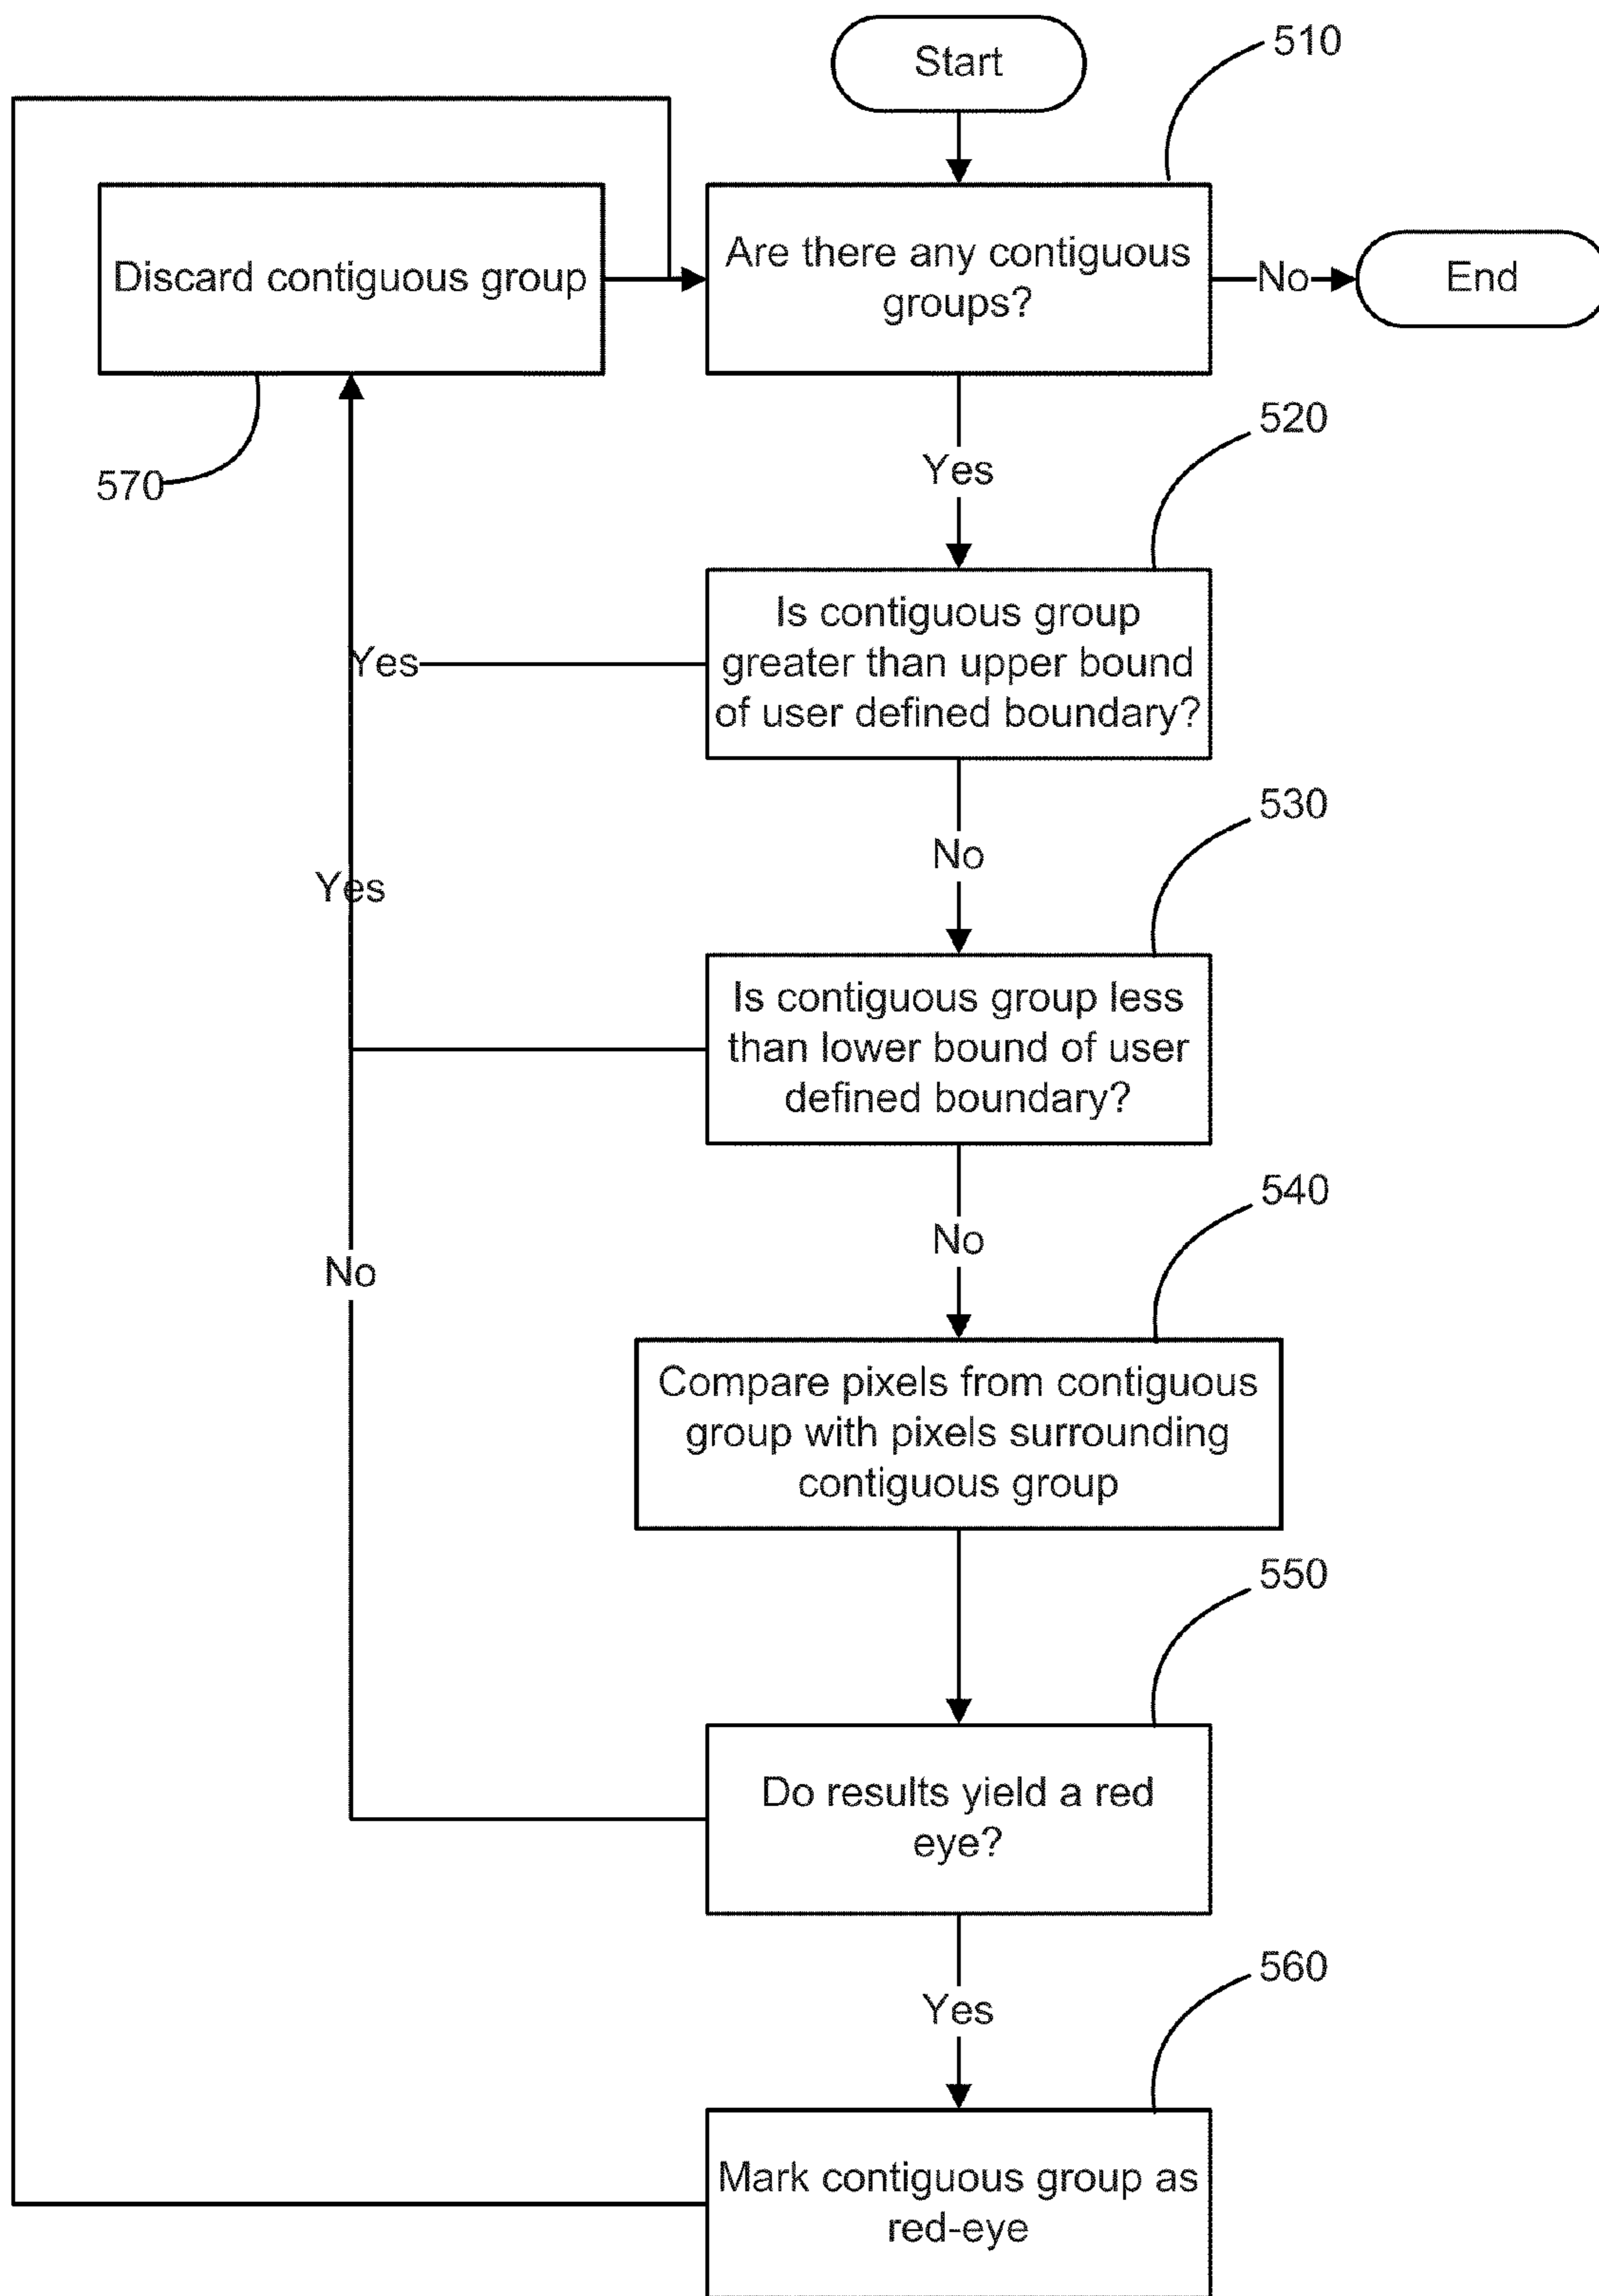 Start
510
Discard contiguous group
Are there any contiguous
groups?
No
End
570
Yes
520
Is contiguous group
greater than upper bound
of user defined boundary?
Yes
No
530
Yes
Is contiguous group less
than lower bound of user
defined boundary?
No
540
No
Compare pixels from contiguous
group with pixels surrounding
contiguous group
550
Do results yield a red
eye?
Yes
560
Mark contiguous group as
red-eye